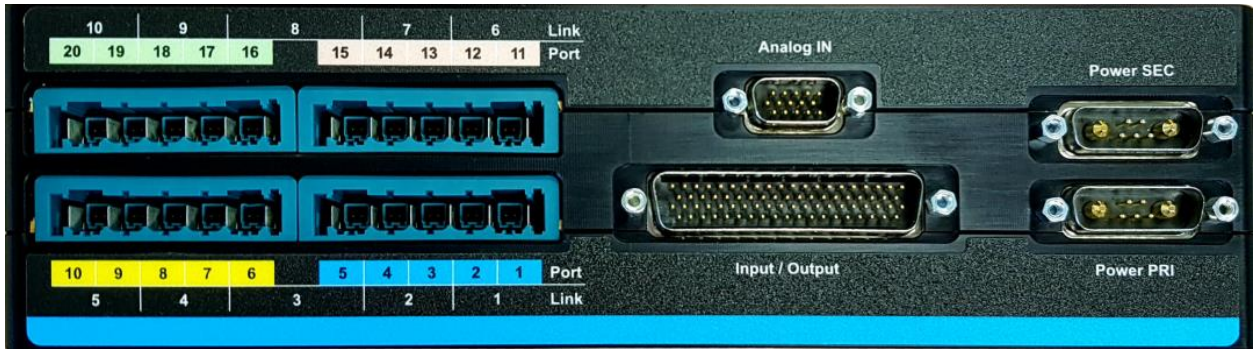 10 9 8 7 6 Link
20 19 18 17 16 15 14 13 12 11 Port
Analog IN
Power SEC
10 9 8 7 6 5 4 3 2 1 Port
5 4 3 2 1 Link
Input / Output
Power PRI